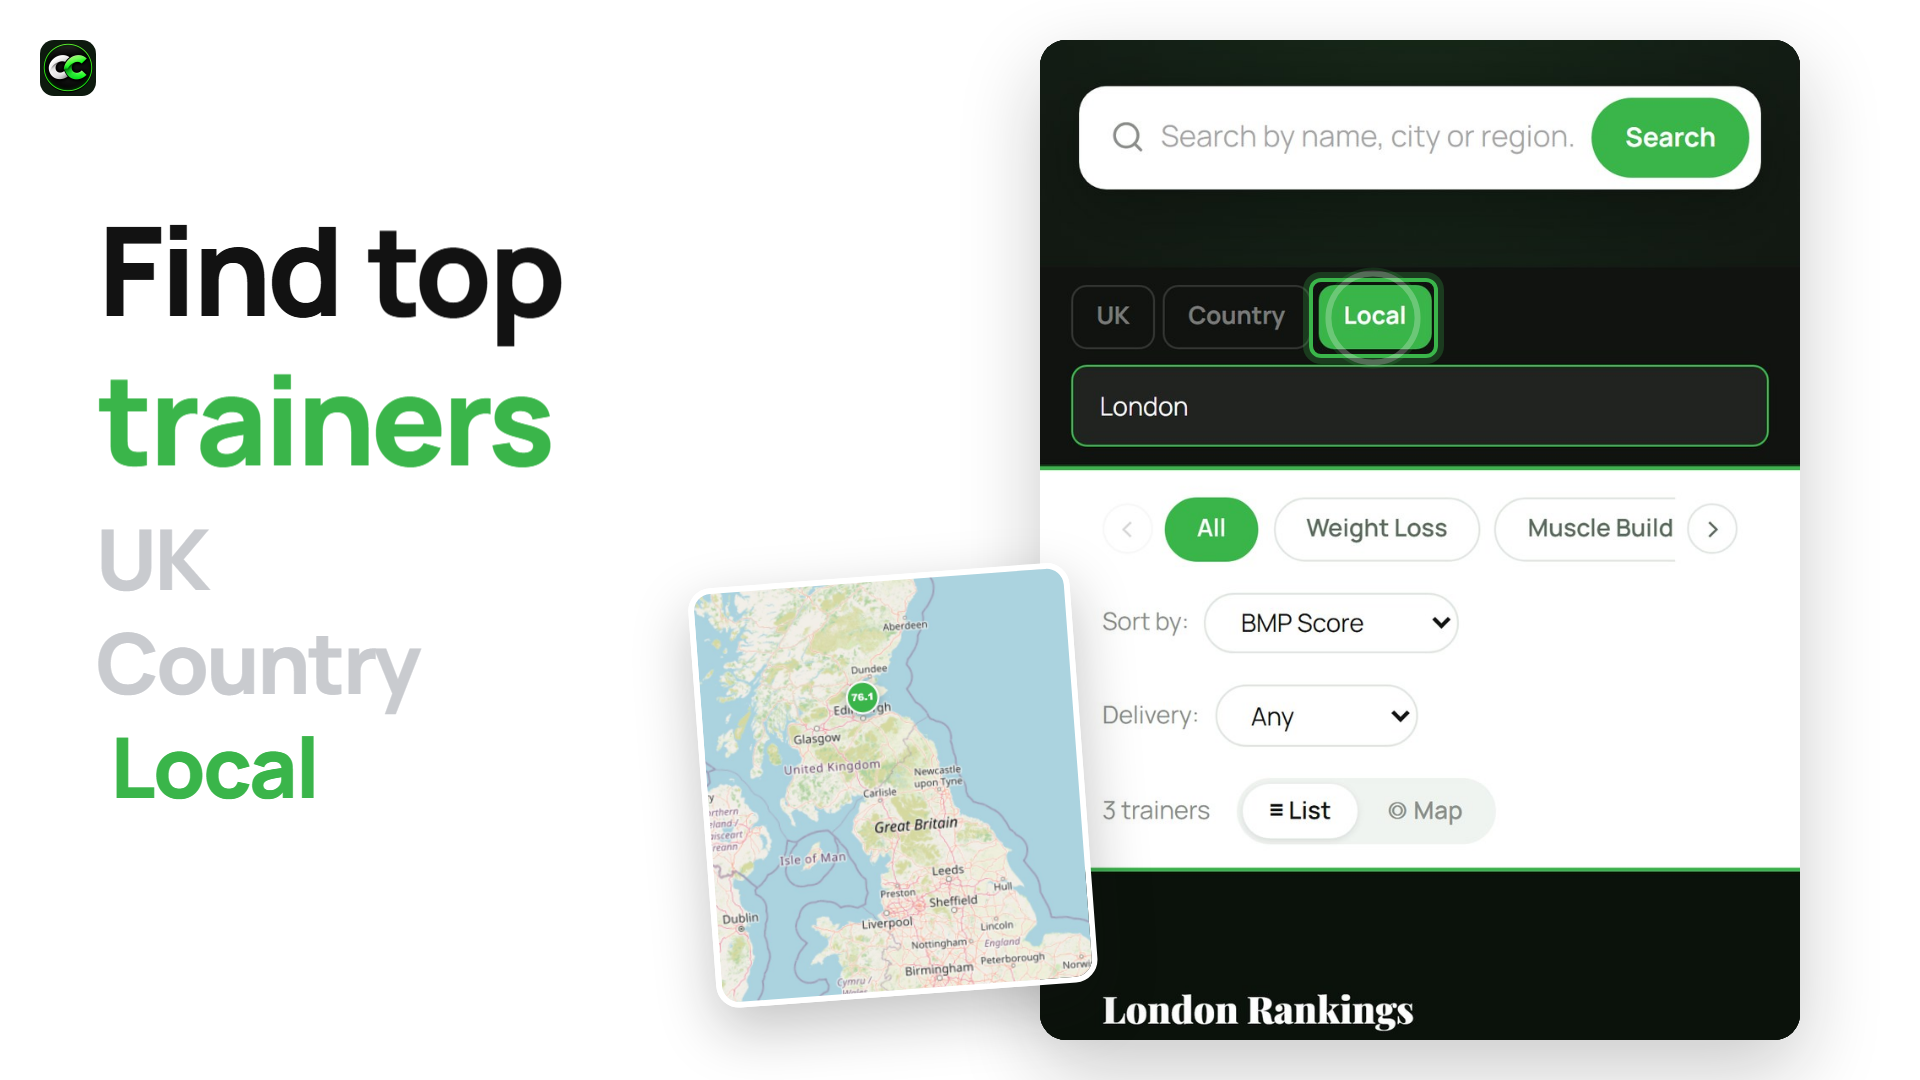 CC
Find top
trainers
UK
Country
Local
Search by name, city or region.
Search
UK
Country
Local
London
All
Weight Loss
Muscle Build
Sort by:
BMP Score
Delivery:
Any
3 trainers
≡ List
Map
London Rankings
Aberdeen
Dundee
76.1
Glasgow
United Kingdom
Newcastle
upon Tyne
Carlisle
Great Britain
Isle of Man
Leeds
Preston
Hull
Sheffield
Dublin
Liverpool
Lincoln
Nottingham
England
Peterborough
Birmingham
Cymru /